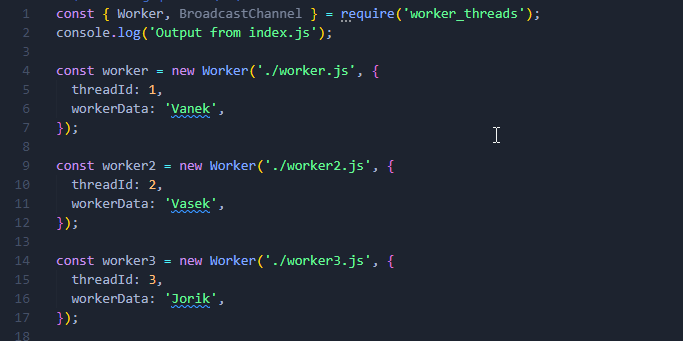 1 const { Worker, BroadcastChannel } = require('worker_threads');
2 console.log('Output from index.js');
3
4 const worker = new Worker('./worker.js', {
5 threadId: 1,
6 workerData: 'Vanek',
7 });
8
9 const worker2 = new Worker('./worker2.js', {
10 threadId: 2,
11 workerData: 'Vasek',
12 });
13
14 const worker3 = new Worker('./worker3.js', {
15 threadId: 3,
16 workerData: 'Jorik',
17 });
18